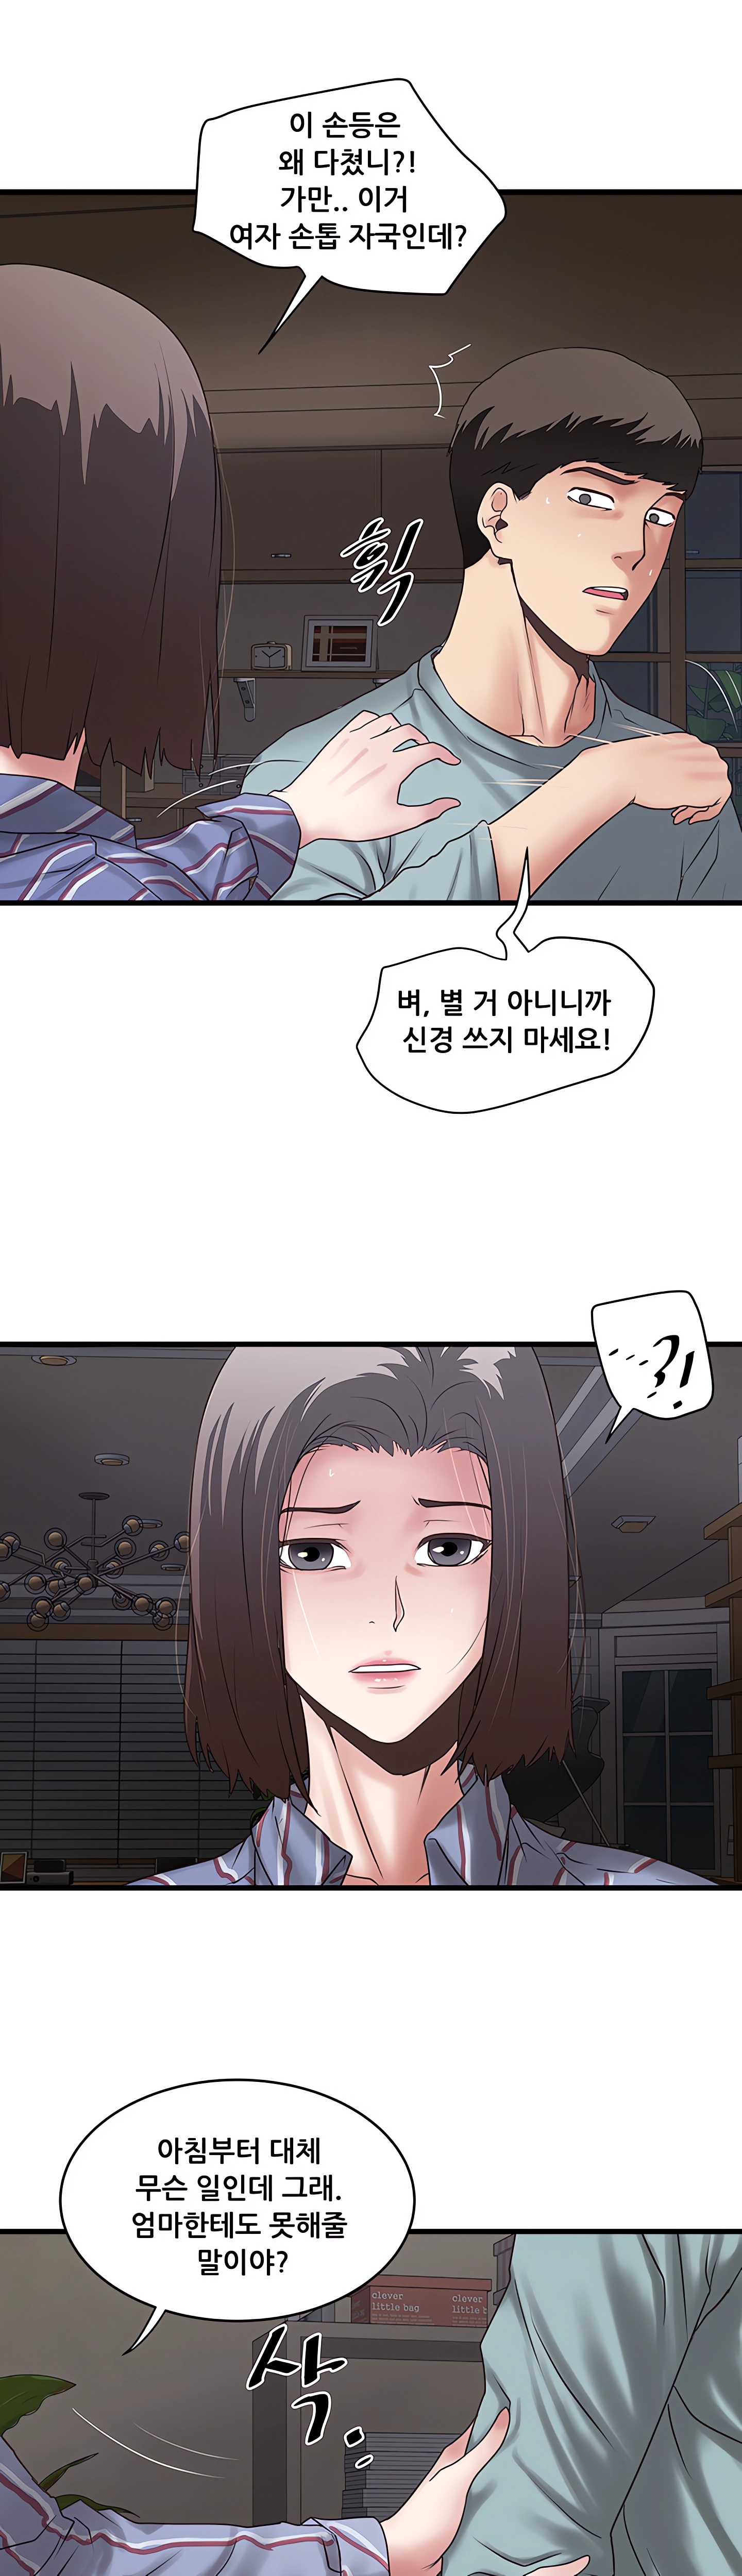 이 손등은
왜 다쳤니?!
가만.. 이거
여자 손톱 자국인데?
휙
벼, 별 거 아니니까
신경 쓰지 마세요!
?!
아침부터 대체
무슨 일인데 그래.
엄마한테도 못해줄
말이야?
clever
little bag
clever
little b
사.